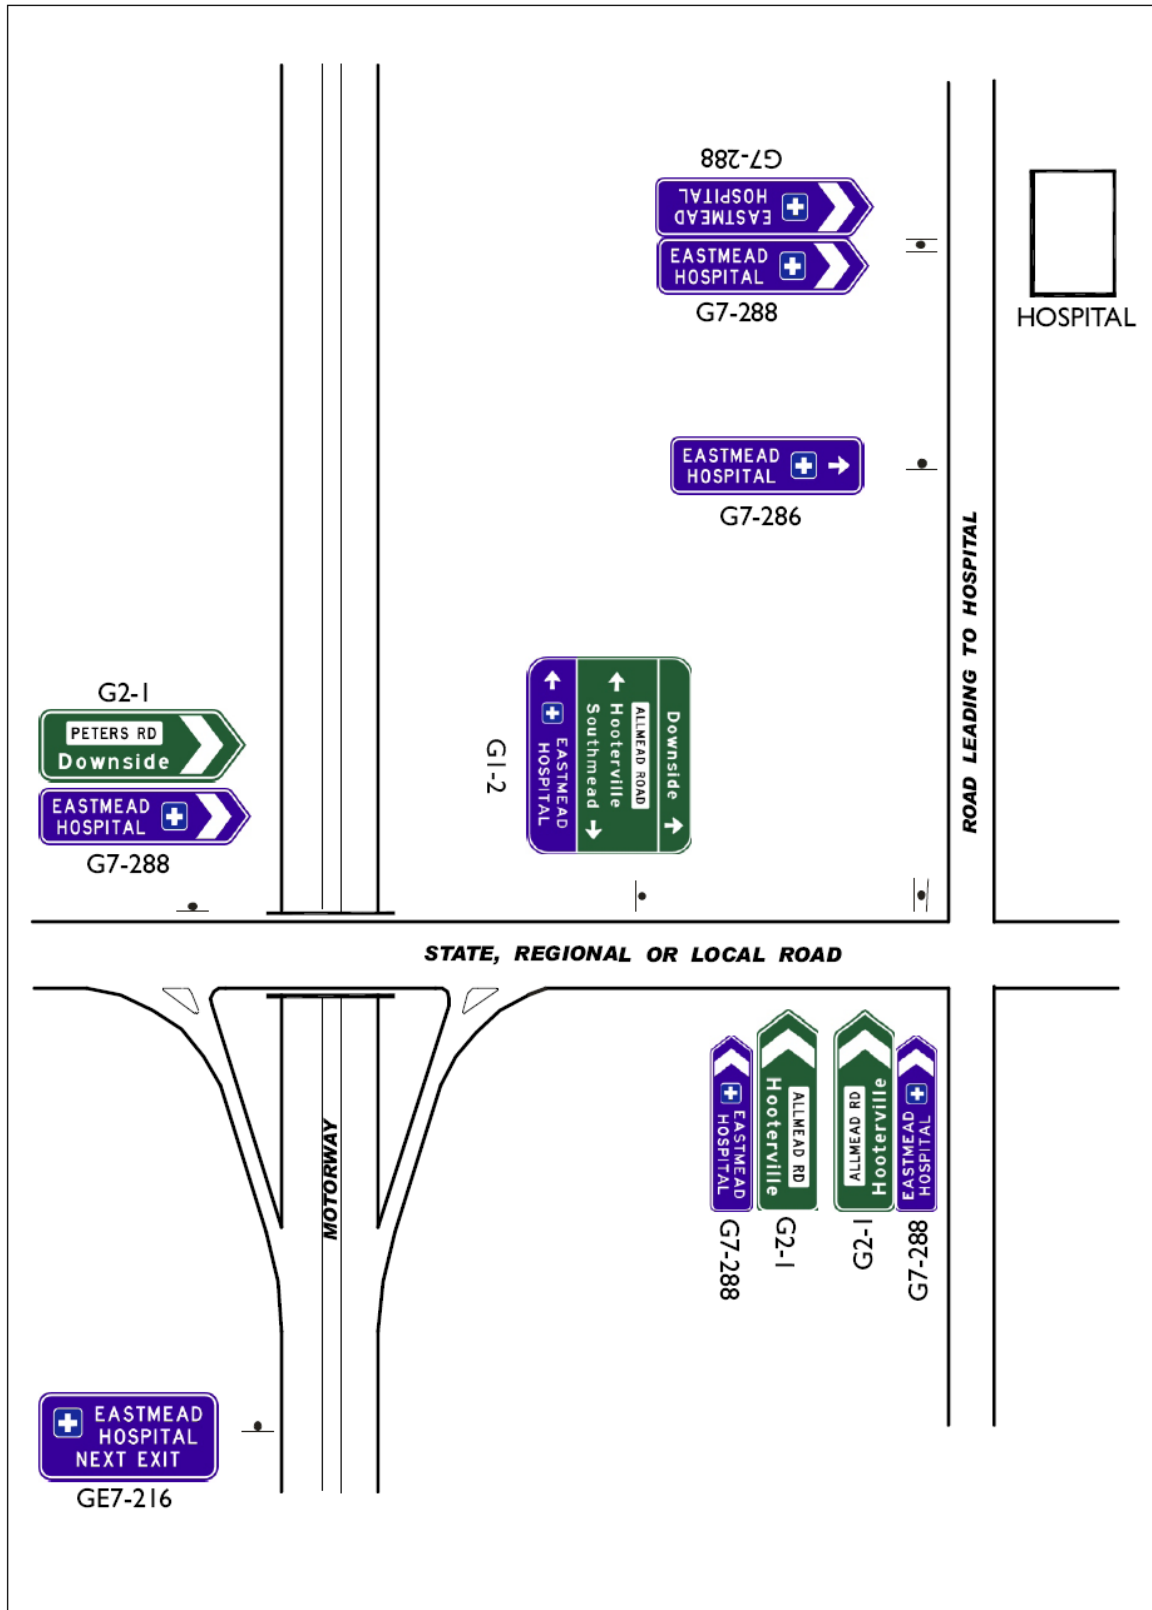 G7-288
EASTMEAD
HOSPITAL
EASTMEAD
HOSPITAL
G7-288
HOSPITAL
EASTMEAD
HOSPITAL
G7-286
ROAD LEADING TO HOSPITAL
G2-1
PETERS RD
Downside
EASTMEAD
HOSPITAL
G7-288
Downside
ALLMEAD ROAD
Hooterville
Southmead
EASTMEAD
HOSPITAL
G1-2
STATE, REGIONAL OR LOCAL ROAD
MOTORWAY
EASTMEAD
HOSPITAL
G7-288
ALLMEAD RD
Hooterville
G2-1
ALLMEAD RD
Hooterville
G2-1
EASTMEAD
HOSPITAL
G7-288
EASTMEAD
HOSPITAL
NEXT EXIT
GE7-216